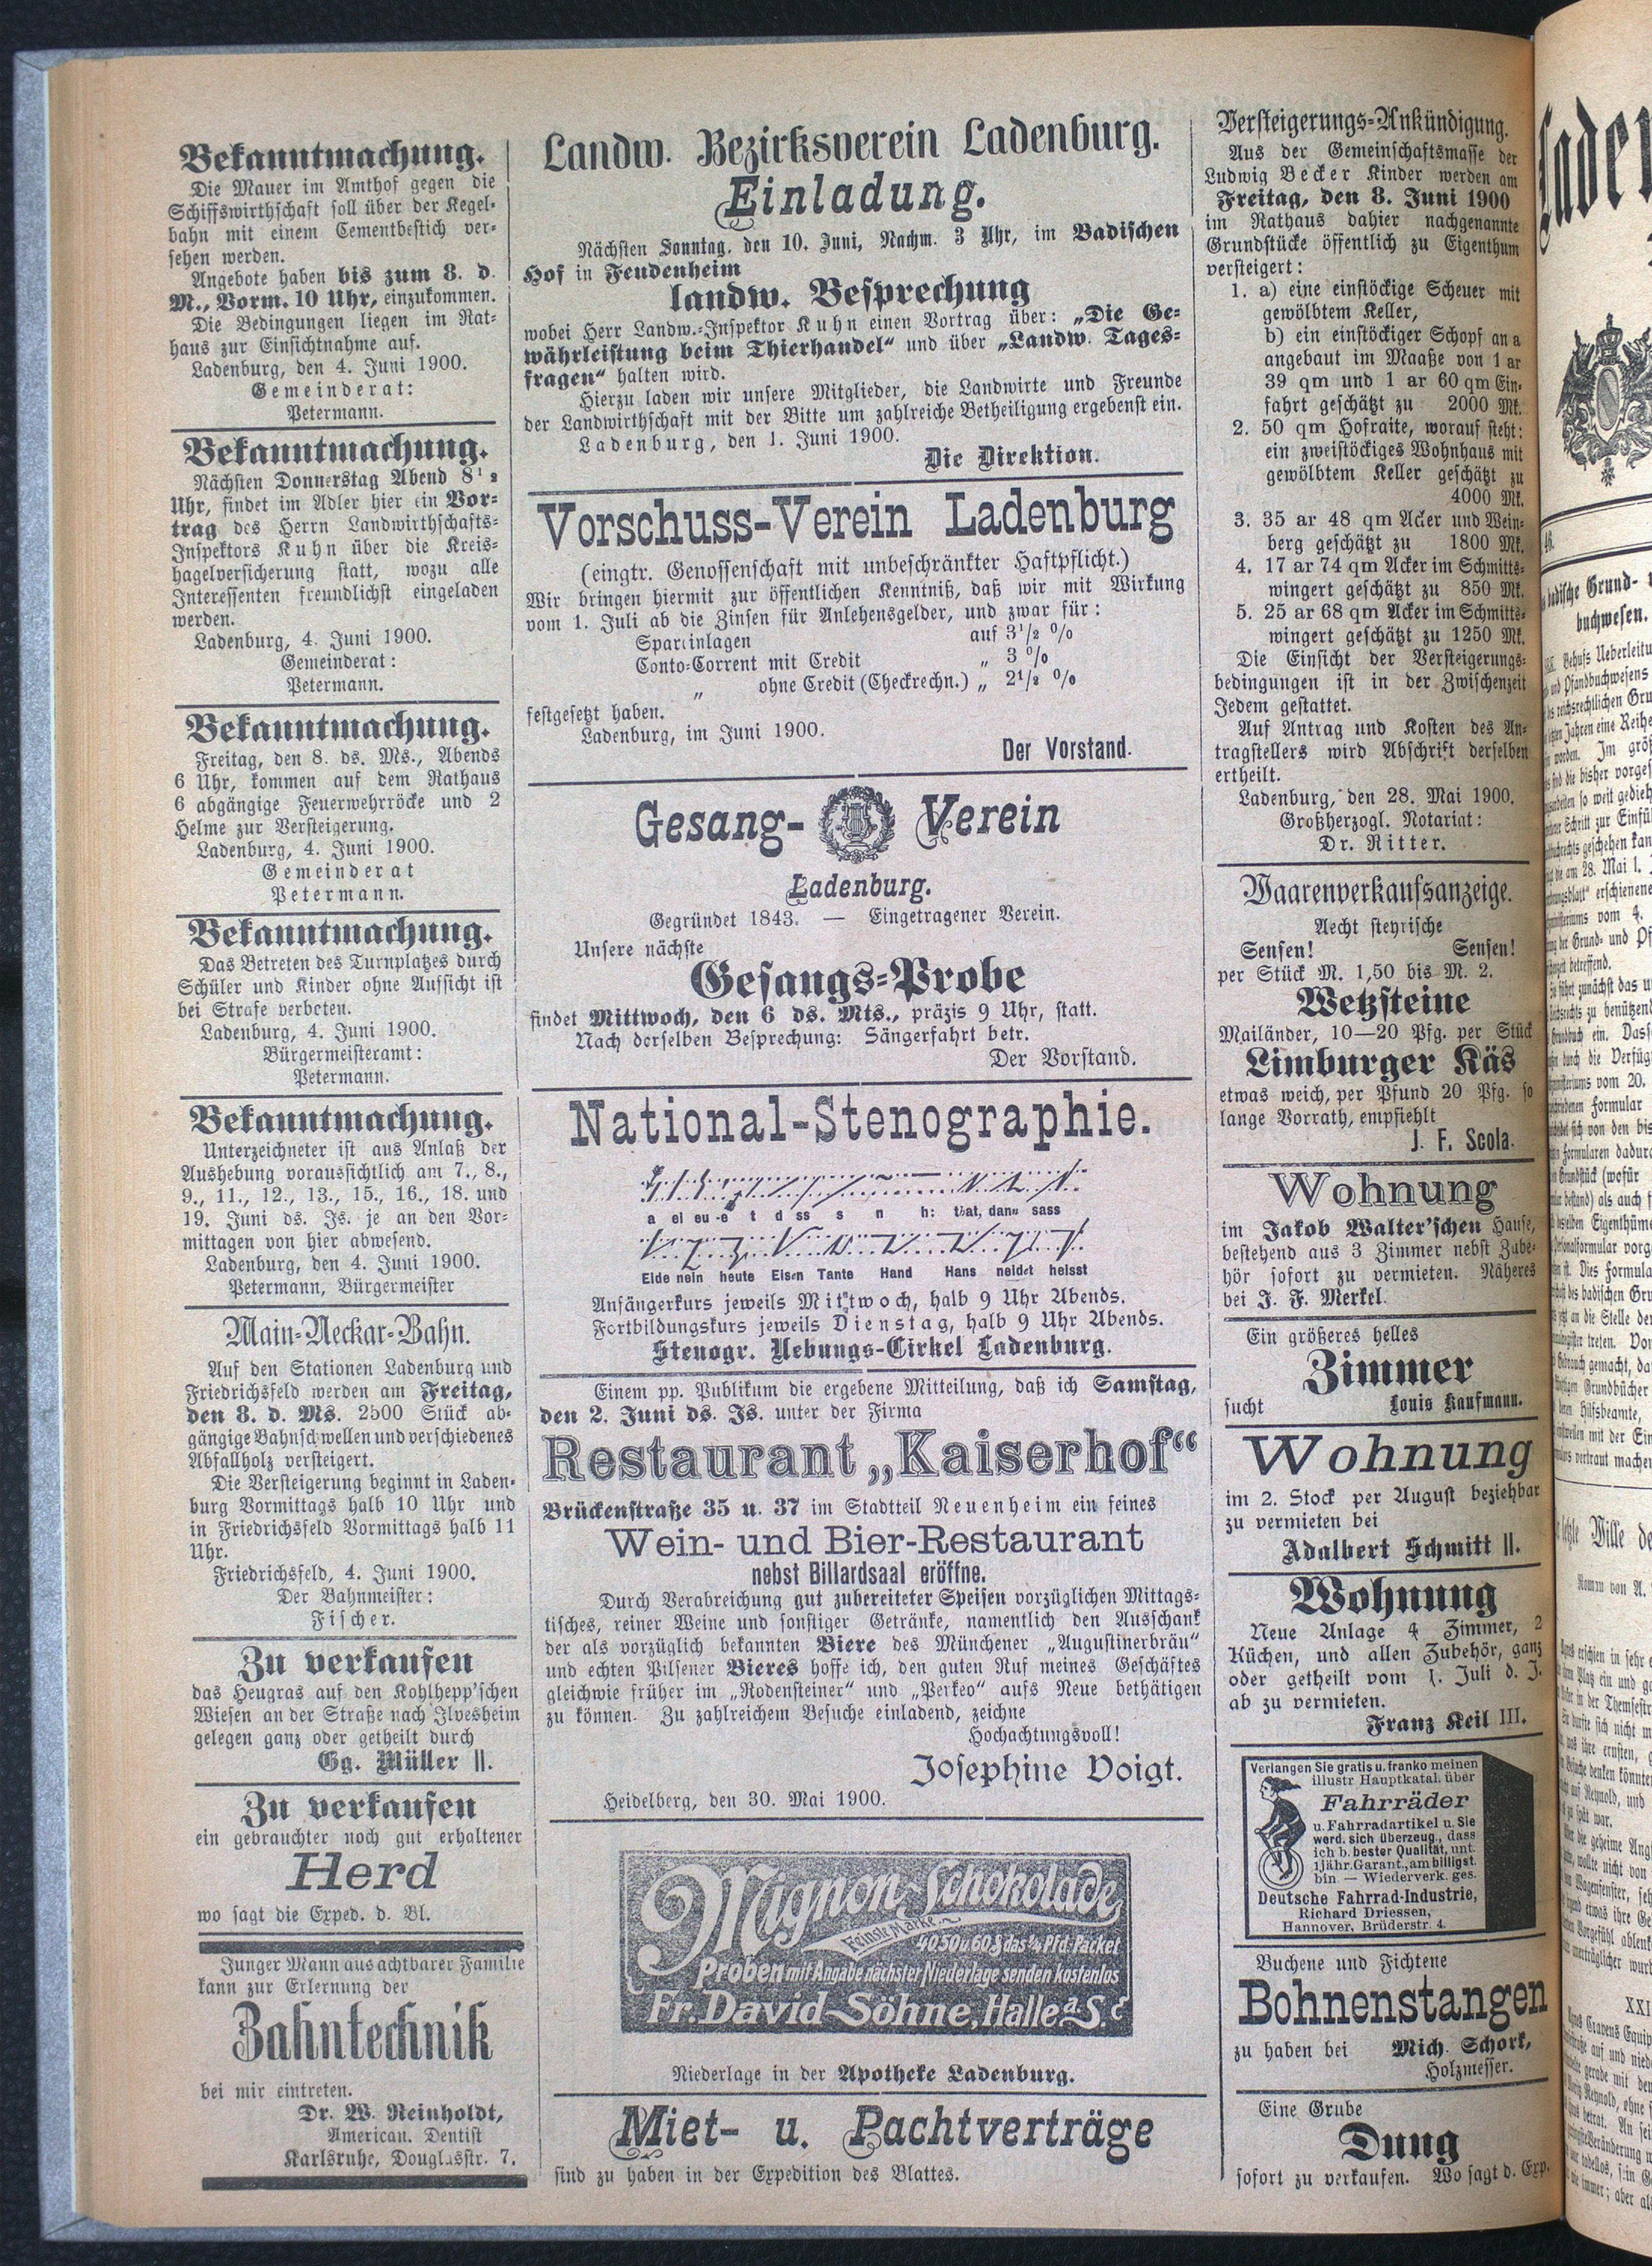 Bekanntmachung.
Die Mauer im Amthof gegen die
Schiffswirthschaft soll über der Kegel-
bahn mit einem Cementbestich ver-
sehen werden.
Angebote haben bis zum 8. d.
M., Vorm. 10 Uhr, einzukommen.
Die Bedingungen liegen im Rat-
haus zur Einsichtnahme auf.
Ladenburg, den 4. Juni 1900.
Gemeinderat:
Petermann.
Bekanntmachung.
Nächsten Donnerstag Abend 8½
Uhr, findet im Adler hier ein Vor-
trag des Herrn Landwirthschafts-
Inspektors Kuhn über die Kreis-
hagelversicherung statt, wozu alle
Interessenten freundlichst eingeladen
werden.
Ladenburg, 4. Juni 1900.
Gemeinderat:
Petermann.
Bekanntmachung.
Freitag, den 8. ds. Ms., Abends
6 Uhr, kommen auf dem Rathaus
6 abgängige Feuerwehrröcke und 2
Helme zur Versteigerung.
Ladenburg, 4. Juni 1900.
Gemeinderat
Petermann.
Bekanntmachung.
Das Betreten des Turnplatzes durch
Schüler und Kinder ohne Aufsicht ist
bei Strafe verboten.
Ladenburg, 4. Juni 1900.
Bürgermeisteramt:
Petermann.
Bekanntmachung.
Unterzeichneter ist aus Anlaß der
Aushebung voraussichtlich am 7., 8.,
9., 11., 12., 13., 15., 16., 18. und
19. Juni ds. Js. je an den Vor-
mittagen von hier abwesend.
Ladenburg, den 4. Juni 1900.
Petermann, Bürgermeister
Main-Neckar-Bahn.
Auf den Stationen Ladenburg und
Friedrichsfeld werden am Freitag,
den 8. d. Ms. 2500 Stück ab-
gängige Bahnschwellen und verschiedenes
Abfallholz versteigert.
Die Versteigerung beginnt in Laden-
burg Vormittags halb 10 Uhr und
in Friedrichsfeld Vormittags halb 11
Uhr.
Friedrichsfeld, 4. Juni 1900.
Der Bahnmeister:
Fischer.
Zu verkaufen
das Heugras auf den Kohlhepp'schen
Wiesen an der Straße nach Ilvesheim
gelegen ganz oder getheilt durch
Gg. Müller II.
Zu verkaufen
ein gebrauchter noch gut erhaltener
Herd
wo sagt die Exped. d. Bl.
Junger Mann aus achtbarer Familie
kann zur Erlernung der
Zahntechnik
bei mir eintreten.
Dr. W. Reinholdt,
American. Dentist
Karlsruhe, Douglasstr. 7.
Landw. Bezirksverein Ladenburg.
Einladung.
Nächsten Sonntag, den 10. Juni, Nachm. 3 Uhr, im Badischen
Hof in Feudenheim
landw. Besprechung
wobei Herr Landw.-Inspektor Kuhn einen Vortrag über: „Die Ge-
währleistung beim Thierhandel" und über „Landw. Tages-
fragen" halten wird.
Hierzu laden wir unsere Mitglieder, die Landwirte und Freunde
der Landwirthschaft mit der Bitte um zahlreiche Betheiligung ergebenst ein.
Ladenburg, den 1. Juni 1900.
Die Direktion.
Vorschuss-Verein Ladenburg
(eingtr. Genossenschaft mit unbeschränkter Haftpflicht.)
Wir bringen hiermit zur öffentlichen Kenntniß, daß wir mit Wirkung
vom 1. Juli ab die Zinsen für Anlehensgelder, und zwar für:
Spareinlagen auf 3½ %
Conto-Corrent mit Credit „ 3 %
„ ohne Credit (Checkrechn.) „ 2½ %
festgesetzt haben.
Ladenburg, im Juni 1900.
Der Vorstand.
Gesang-Verein
Ladenburg.
Gegründet 1843. — Eingetragener Verein.
Unsere nächste
Gesangs-Probe
findet Mittwoch, den 6 ds. Mts., präzis 9 Uhr, statt.
Nach derselben Besprechung: Sängerfahrt betr.
Der Vorstand.
National-Stenographie.
a ei eu -e t d ss s n h: that, dann sass
Eide nein heute Eisen Tante Hand Hans neidet heisst
Anfängerkurs jeweils Mittwoch, halb 9 Uhr Abends.
Fortbildungskurs jeweils Dienstag, halb 9 Uhr Abends.
Stenogr. Uebungs-Cirkel Ladenburg.
Einem pp. Publikum die ergebene Mitteilung, daß ich Samstag,
den 2. Juni ds. Js. unter der Firma
Restaurant „Kaiserhof"
Brückenstraße 35 u. 37 im Stadtteil Neuenheim ein feines
Wein- und Bier-Restaurant
nebst Billardsaal eröffne.
Durch Verabreichung gut zubereiteter Speisen vorzüglichen Mittags-
tisches, reiner Weine und sonstiger Getränke, namentlich den Ausschank
der als vorzüglich bekannten Biere des Münchener „Augustinerbräu"
und echten Pilsener Bieres hoffe ich, den guten Ruf meines Geschäftes
gleichwie früher im „Rodensteiner" und „Perkeo" aufs Neue bethätigen
zu können. Zu zahlreichem Besuche einladend, zeichne
Hochachtungsvoll!
Josephine Voigt.
Heidelberg, den 30. Mai 1900.
Mignon-Schokolade
Feinste Marke.
40 50 u. 60 ₰ das ¼ Pfd-Packet
Proben mit Angabe nächster Niederlage senden kostenlos
Fr. David Söhne, Halle a. S.
Niederlage in der Apotheke Ladenburg.
Miet- u. Pachtverträge
sind zu haben in der Expedition des Blattes.
Versteigerungs-Ankündigung.
Aus der Gemeinschaftsmasse der
Ludwig Becker Kinder werden am
Freitag, den 8. Juni 1900
im Rathaus dahier nachgenannte
Grundstücke öffentlich zu Eigenthum
versteigert:
1. a) eine einstöckige Scheuer mit
gewölbtem Keller,
b) ein einstöckiger Schopf an a
angebaut im Maaße von 1 ar
39 qm und 1 ar 60 qm Ein-
fahrt geschätzt zu 2000 Mk.
2. 50 qm Hofraite, worauf steht:
ein zweistöckiges Wohnhaus mit
gewölbtem Keller geschätzt zu
4000 Mk.
3. 35 ar 48 qm Acker und Wein-
berg geschätzt zu 1800 Mk.
4. 17 ar 74 qm Acker im Schmitts-
wingert geschätzt zu 850 Mk.
5. 25 ar 68 qm Acker im Schmitts-
wingert geschätzt zu 1250 Mk.
Die Einsicht der Versteigerungs-
bedingungen ist in der Zwischenzeit
Jedem gestattet.
Auf Antrag und Kosten des An-
tragstellers wird Abschrift derselben
ertheilt.
Ladenburg, den 28. Mai 1900.
Großherzogl. Notariat:
Dr. Ritter.
Waarenverkaufsanzeige.
Aecht steyrische
Sensen! Sensen!
per Stück M. 1,50 bis M. 2.
Wetzsteine
Mailänder, 10—20 Pfg. per Stück
Limburger Käs
etwas weich, per Pfund 20 Pfg. so
lange Vorrath, empfiehlt
J. F. Scola.
Wohnung
im Jakob Walter'schen Hause,
bestehend aus 3 Zimmer nebst Zube-
hör sofort zu vermieten. Näheres
bei J. F. Merkel.
Ein größeres helles
Zimmer
sucht Louis Kaufmann.
Wohnung
im 2. Stock per August beziehbar
zu vermieten bei
Adalbert Schmitt II.
Wohnung
Neue Anlage 4 Zimmer, 2
Küchen, und allen Zubehör, ganz
oder getheilt vom 1. Juli d. J.
ab zu vermieten.
Franz Keil III.
Verlangen Sie gratis u. franko meinen
illustr. Hauptkatal. über
Fahrräder
u. Fahrradartikel u. Sie
werd. sich überzeug., dass
ich b. bester Qualität, unt.
1jähr. Garant., am billigst.
bin. — Wiederverk. ges.
Deutsche Fahrrad-Industrie,
Richard Driessen,
Hannover, Brüderstr. 4.
Buchene und Fichtene
Bohnenstangen
zu haben bei Mich. Schork,
Holzmesser.
Eine Grube
Dung
sofort zu verkaufen. Wo sagt d. Exp.